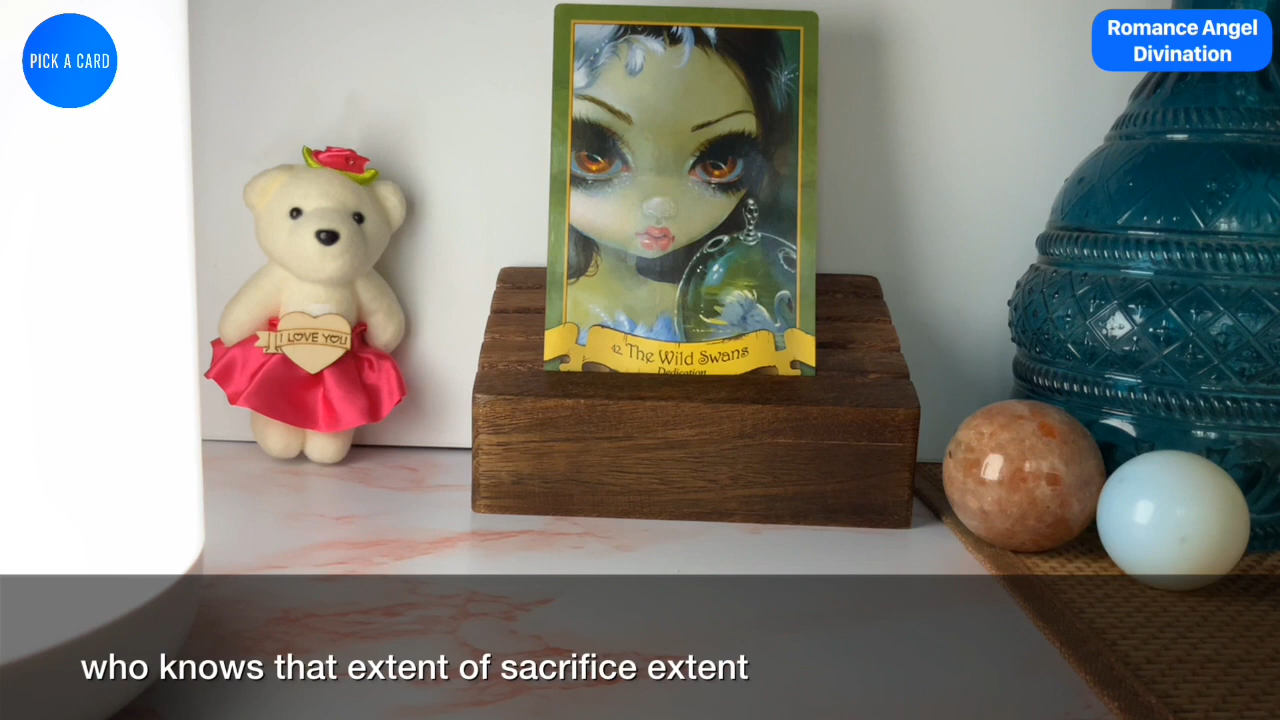 PICK A CARD
Romance Angel
Divination
I LOVE YOU
42 The Wild Swans
Dedication
who knows that extent of sacrifice extent